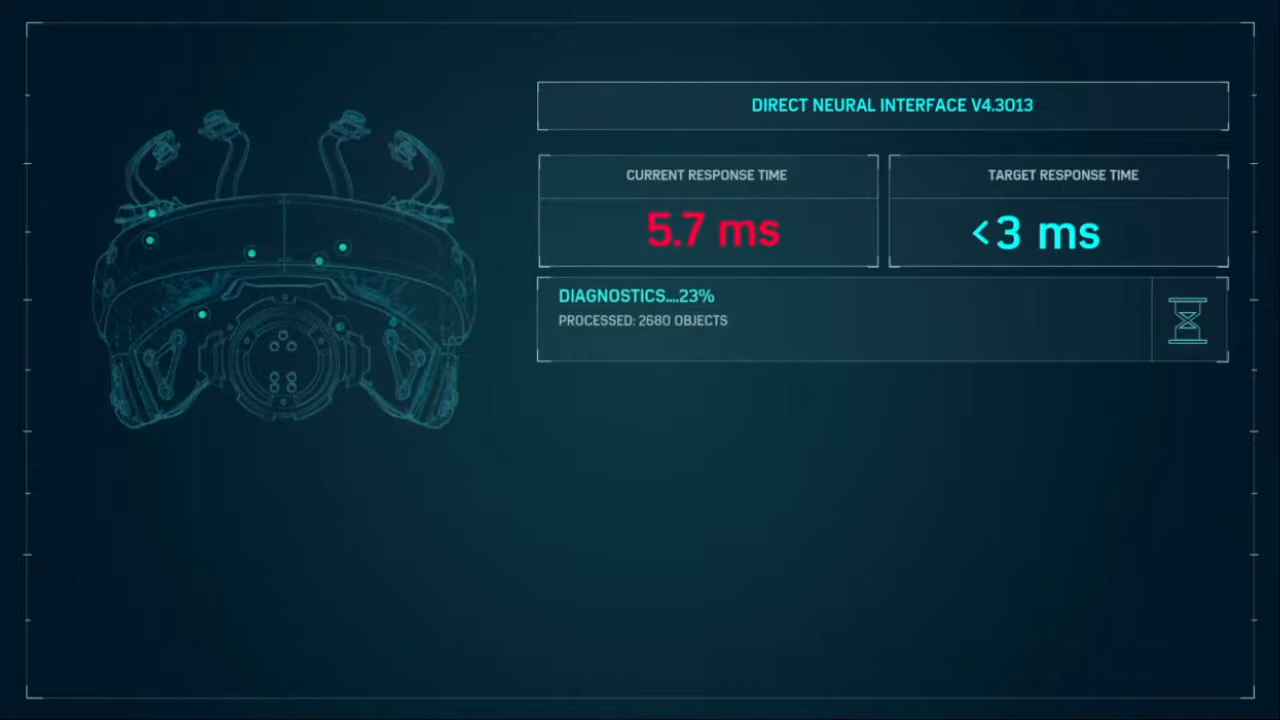 DIRECT NEURAL INTERFACE V4.3013
CURRENT RESPONSE TIME
TARGET RESPONSE TIME
5.7 ms
<3 ms
DIAGNOSTICS....23%
PROCESSED: 2680 OBJECTS